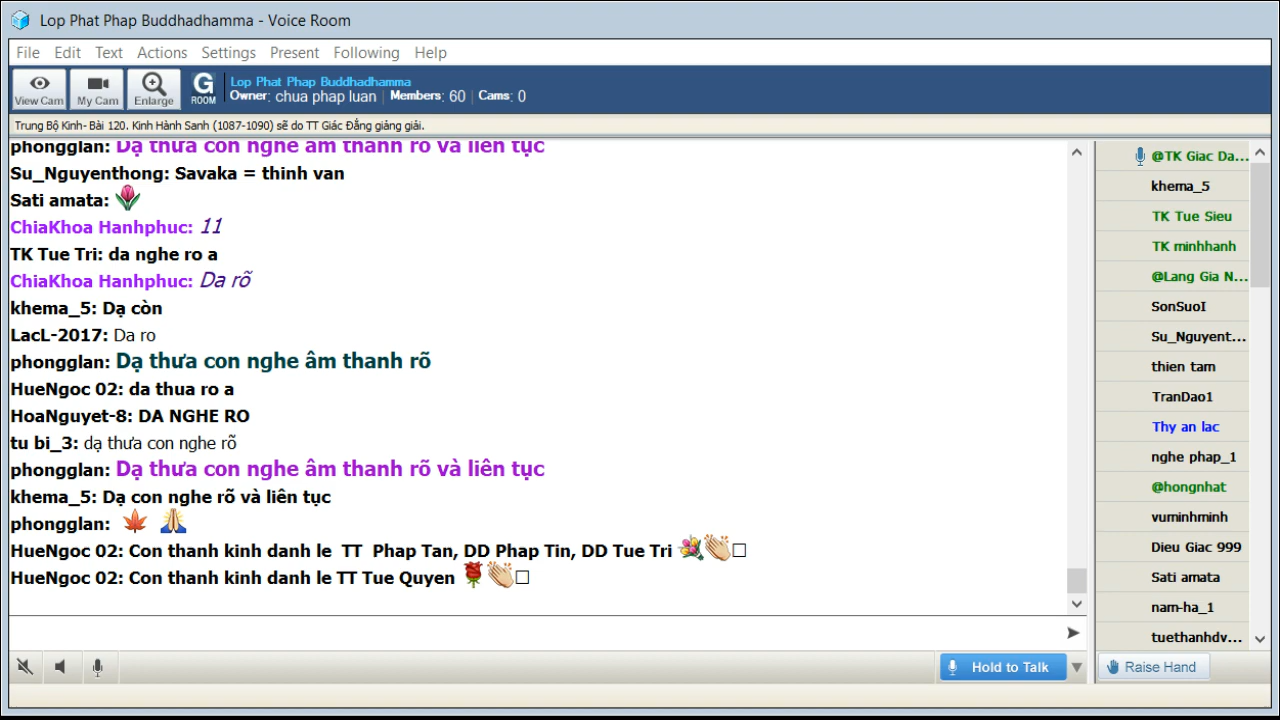 Lop Phat Phap Buddhadhamma - Voice Room
File Edit Text Actions Settings Present Following Help
View Cam My Cam Enlarge G ROOM
Lop Phat Phap Buddhadhamma
Owner: chua phap luan | Members: 60 | Cams: 0
Trung Bộ Kinh- Bài 120. Kinh Hành Sanh (1087-1090) sẽ do TT Giác Đẳng giảng giải.
phongglan: Dạ thưa con nghe âm thanh rõ và liên tục
Su_Nguyenthong: Savaka = thinh van
Sati amata:
ChiaKhoa Hanhphuc: 11
TK Tue Tri: da nghe ro a
ChiaKhoa Hanhphuc: Da rõ
khema_5: Dạ còn
LacL-2017: Da ro
phongglan: Dạ thưa con nghe âm thanh rõ
HueNgoc 02: da thua ro a
HoaNguyet-8: DA NGHE RO
tu bi_3: dạ thưa con nghe rõ
phongglan: Dạ thưa con nghe âm thanh rõ và liên tục
khema_5: Dạ con nghe rõ và liên tục
phongglan:
HueNgoc 02: Con thanh kinh danh le TT Phap Tan, DD Phap Tin, DD Tue Tri
HueNgoc 02: Con thanh kinh danh le TT Tue Quyen
Hold to Talk
@TK Giac Da...
khema_5
TK Tue Sieu
TK minhhanh
@Lang Gia N...
SonSuoI
Su_Nguyent...
thien tam
TranDao1
Thy an lac
nghe phap_1
@hongnhat
vuminhminh
Dieu Giac 999
Sati amata
nam-ha_1
tuethanhdv...
Raise Hand